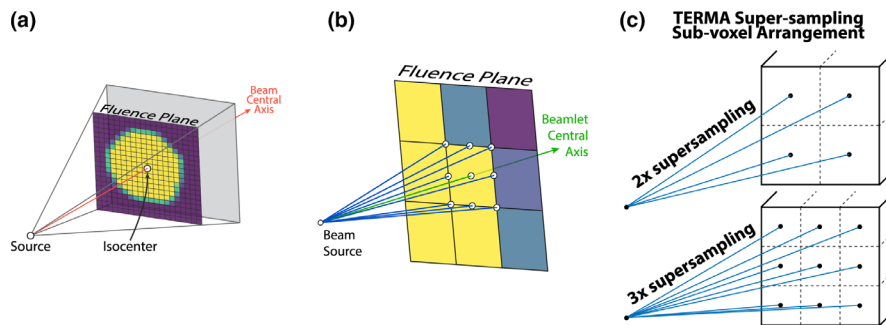 (a)
Fluence Plane
Beam
Central
Axis
Source
Isocenter
(b)
Fluence Plane
Beamlet
Central
Axis
Beam
Source
(c)
TERMA Super-sampling
Sub-voxel Arrangement
2x supersampling
3x supersampling